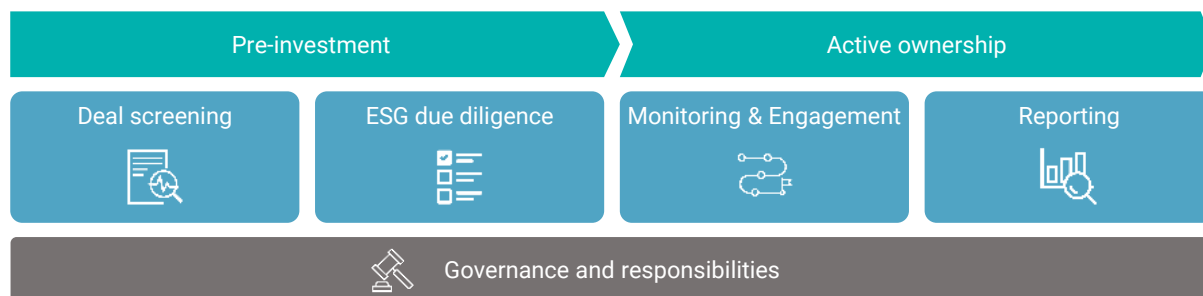 Pre-investment
Active ownership
Deal screening
ESG due diligence
Monitoring & Engagement
Reporting
Governance and responsibilities